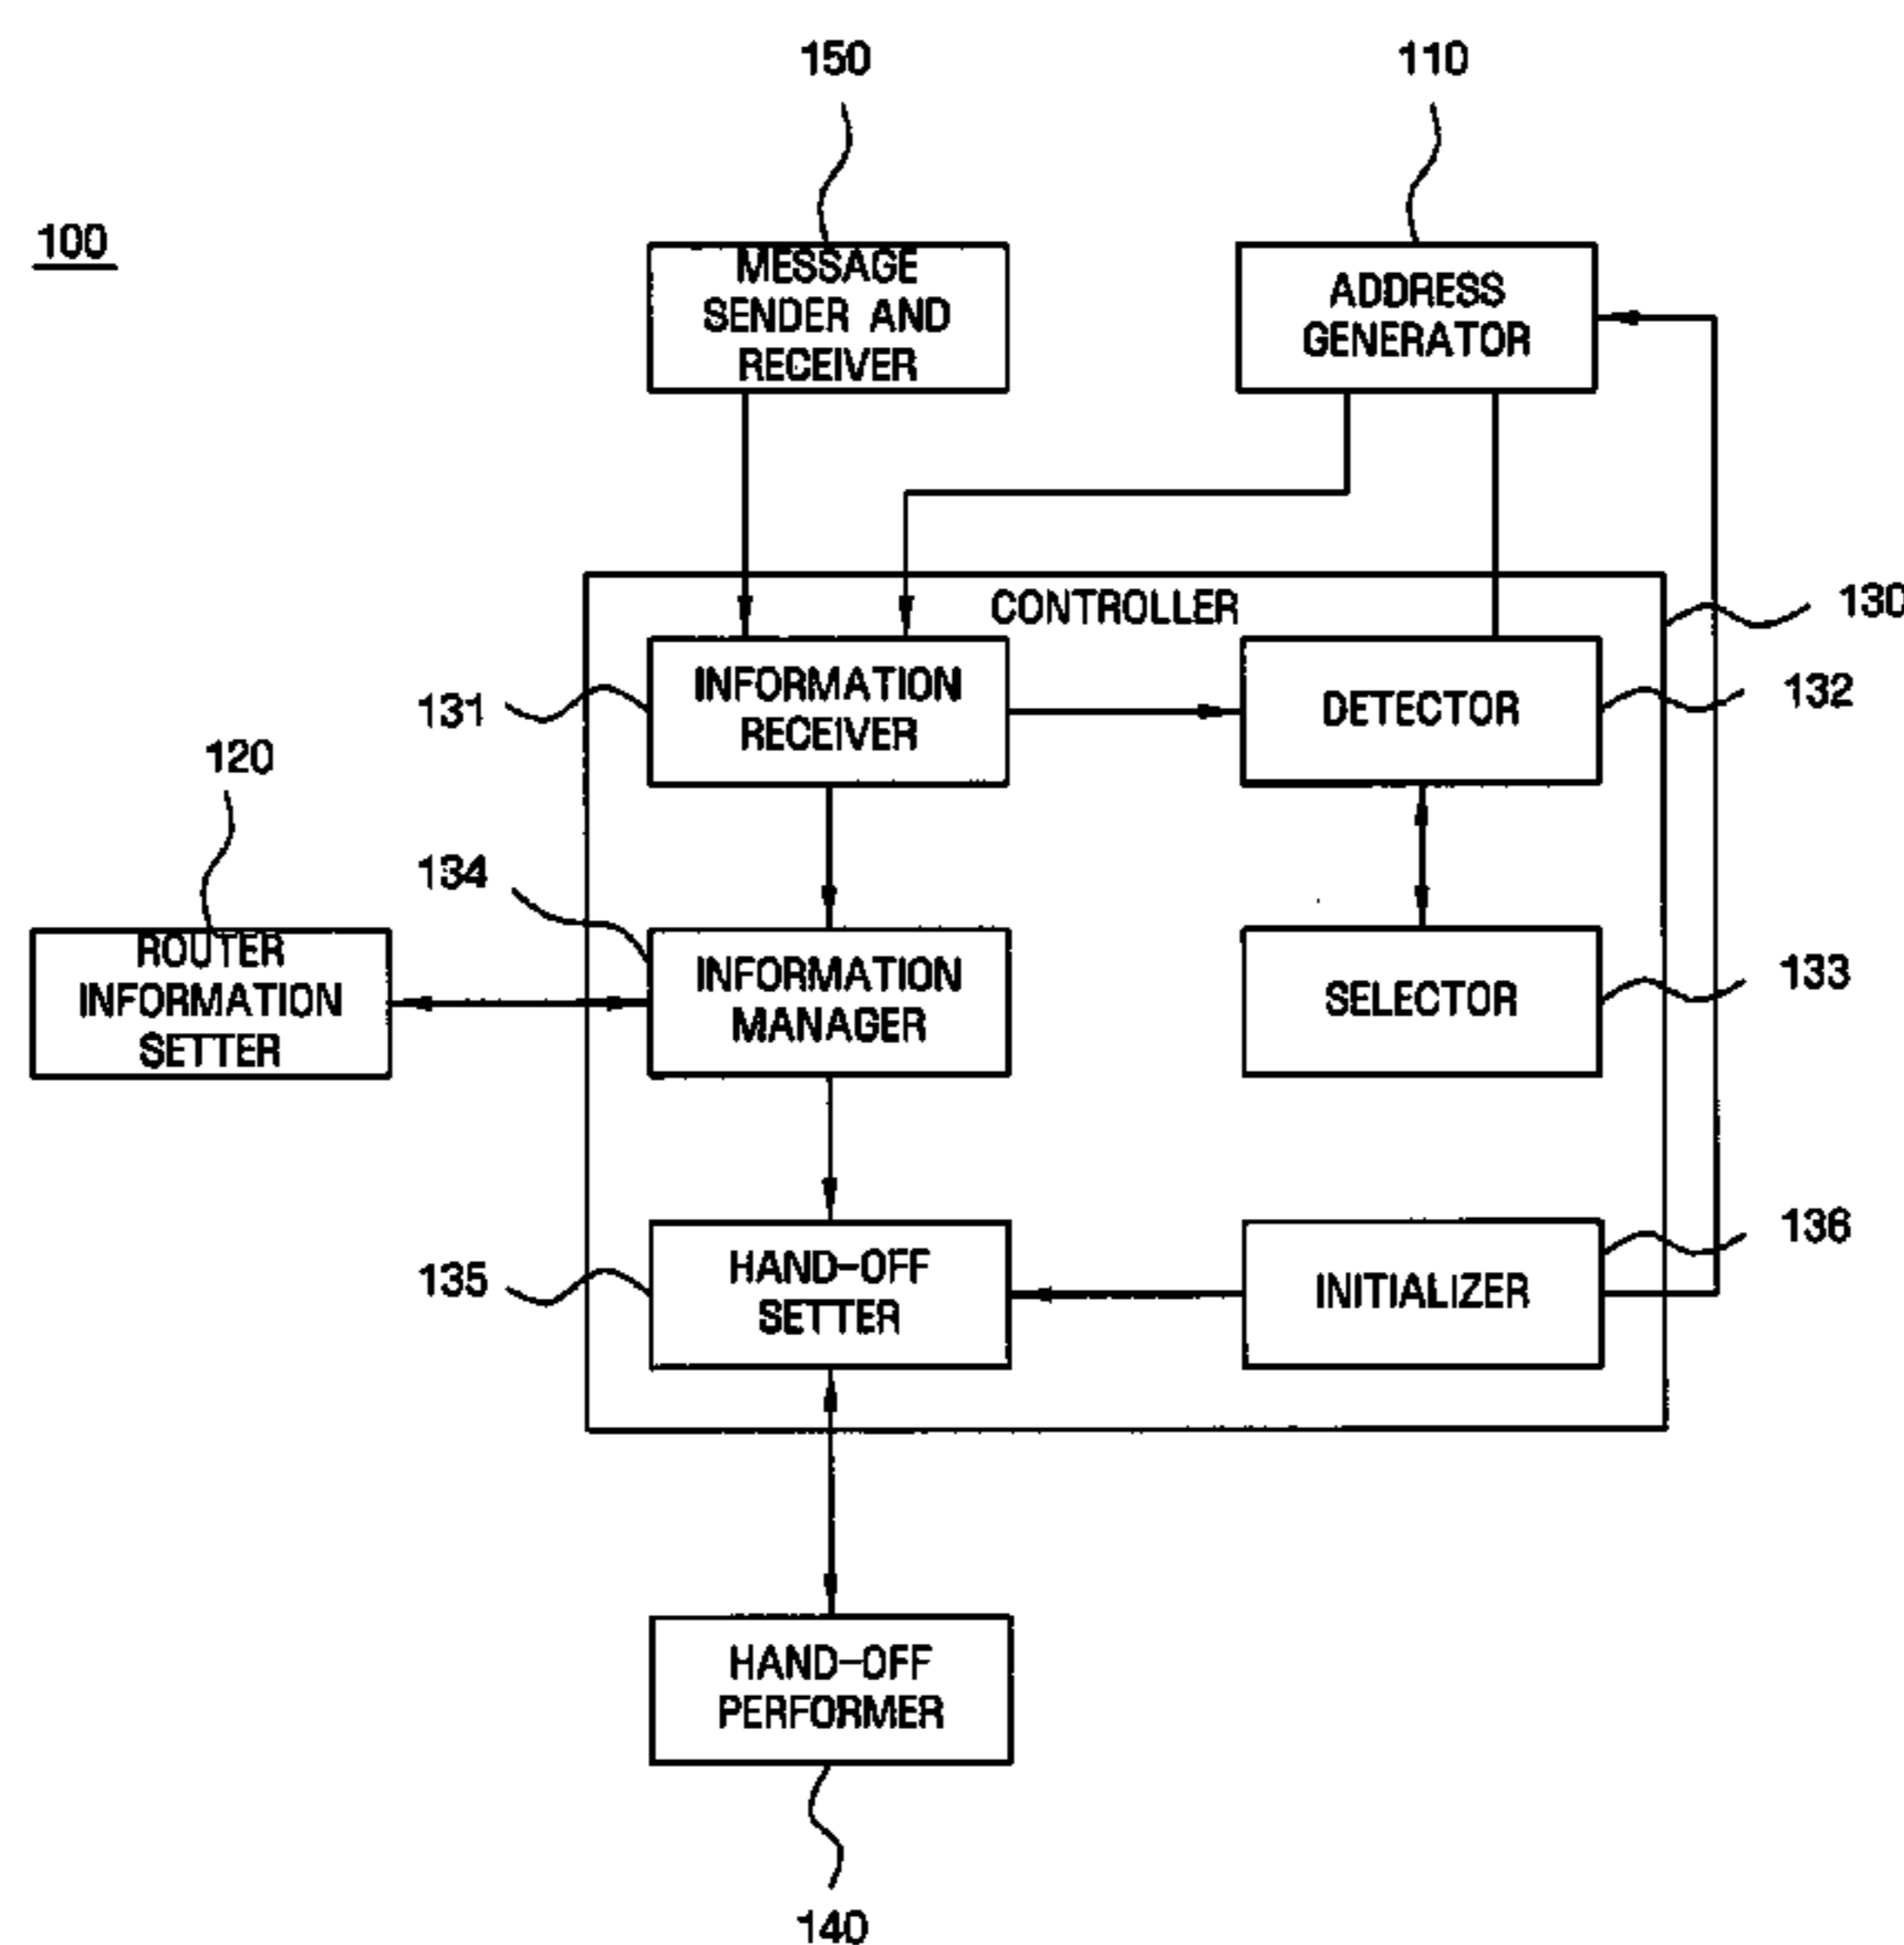 150
110
100
MESSAGE
SENDER AND
RECEIVER
ADDRESS
GENERATOR
CONTROLLER
130
131
INFORMATION
RECEIVER
DETECTOR
132
120
134
ROUTER
INFORMATION
SETTER
INFORMATION
MANAGER
SELECTOR
133
135
HAND-OFF
SETTER
INITIALIZER
136
HAND-OFF
PERFORMER
140